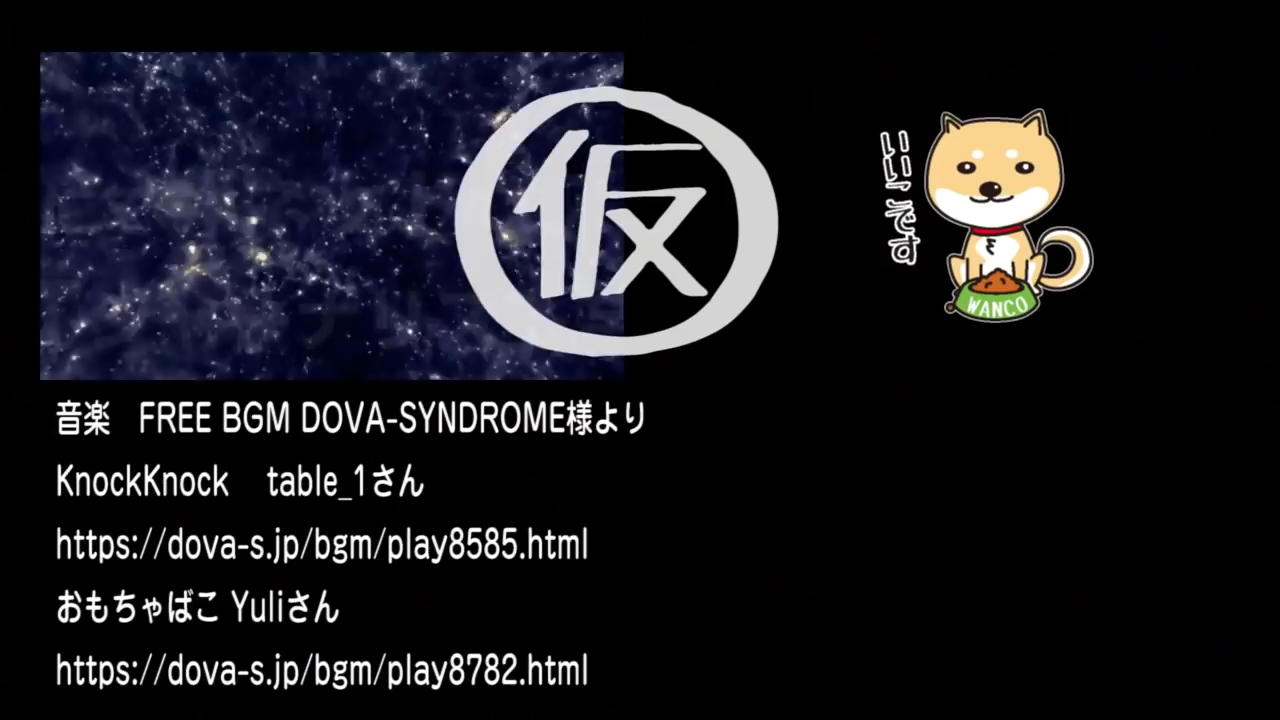 仮
いいこです
WANCO
音楽　FREE BGM DOVA-SYNDROME様より
KnockKnock　table_1さん
https://dova-s.jp/bgm/play8585.html
おもちゃばこ Yuliさん
https://dova-s.jp/bgm/play8782.html